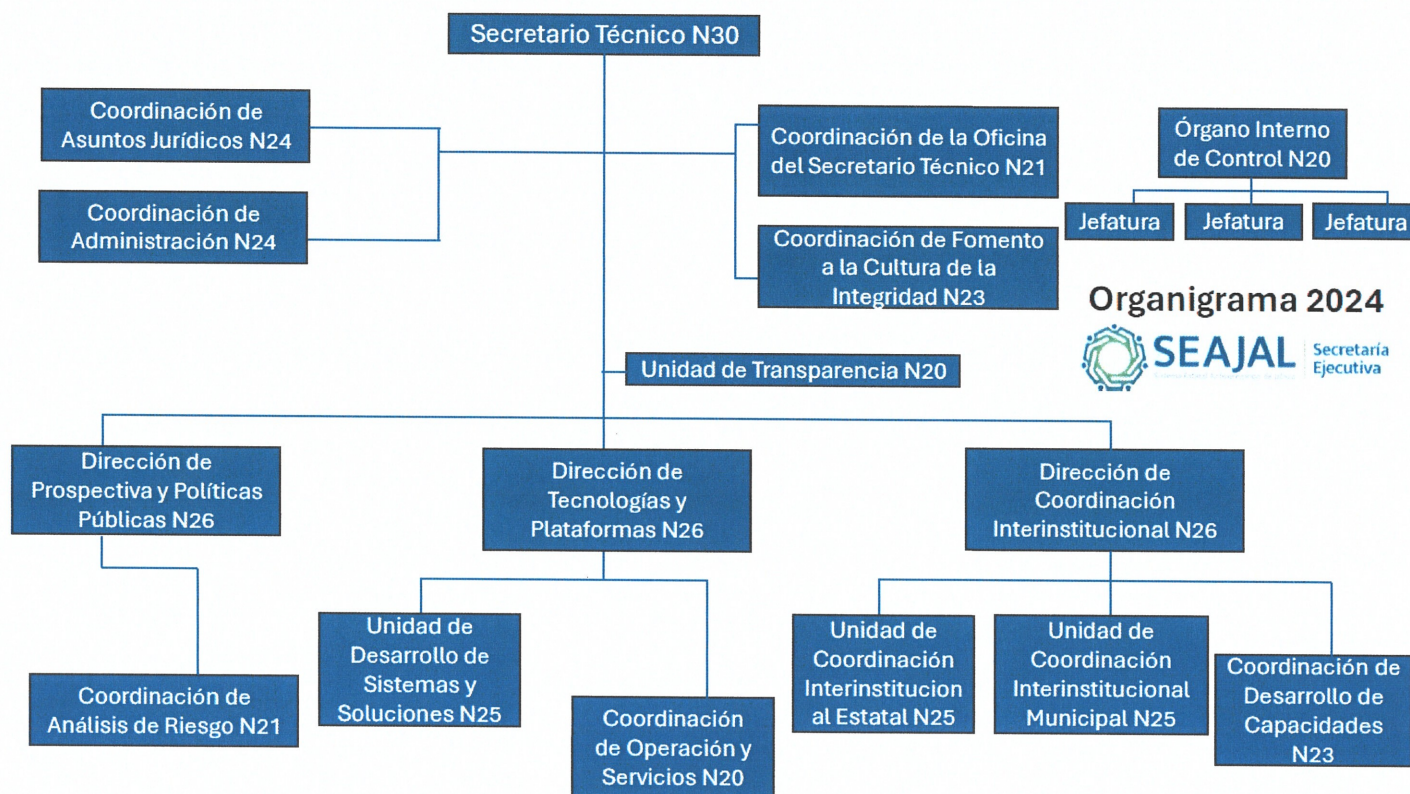 Secretario Técnico N30
Coordinación de
Asuntos Jurídicos N24
Coordinación de
Administración N24
Coordinación de la Oficina
del Secretario Técnico N21
Coordinación de Fomento
a la Cultura de la
Integridad N23
Órgano Interno
de Control N20
Jefatura
Jefatura
Jefatura
Organigrama 2024
SEAJAL
Secretaría
Ejecutiva
Unidad de Transparencia N20
Dirección de
Prospectiva y Políticas
Públicas N26
Dirección de
Tecnologías y
Plataformas N26
Dirección de
Coordinación
Interinstitucional N26
Coordinación de
Análisis de Riesgo N21
Unidad de
Desarrollo de
Sistemas y
Soluciones N25
Coordinación
de Operación y
Servicios N20
Unidad de
Coordinación
Interinstitucion
al Estatal N25
Unidad de
Coordinación
Interinstitucional
Municipal N25
Coordinación de
Desarrollo de
Capacidades
N23